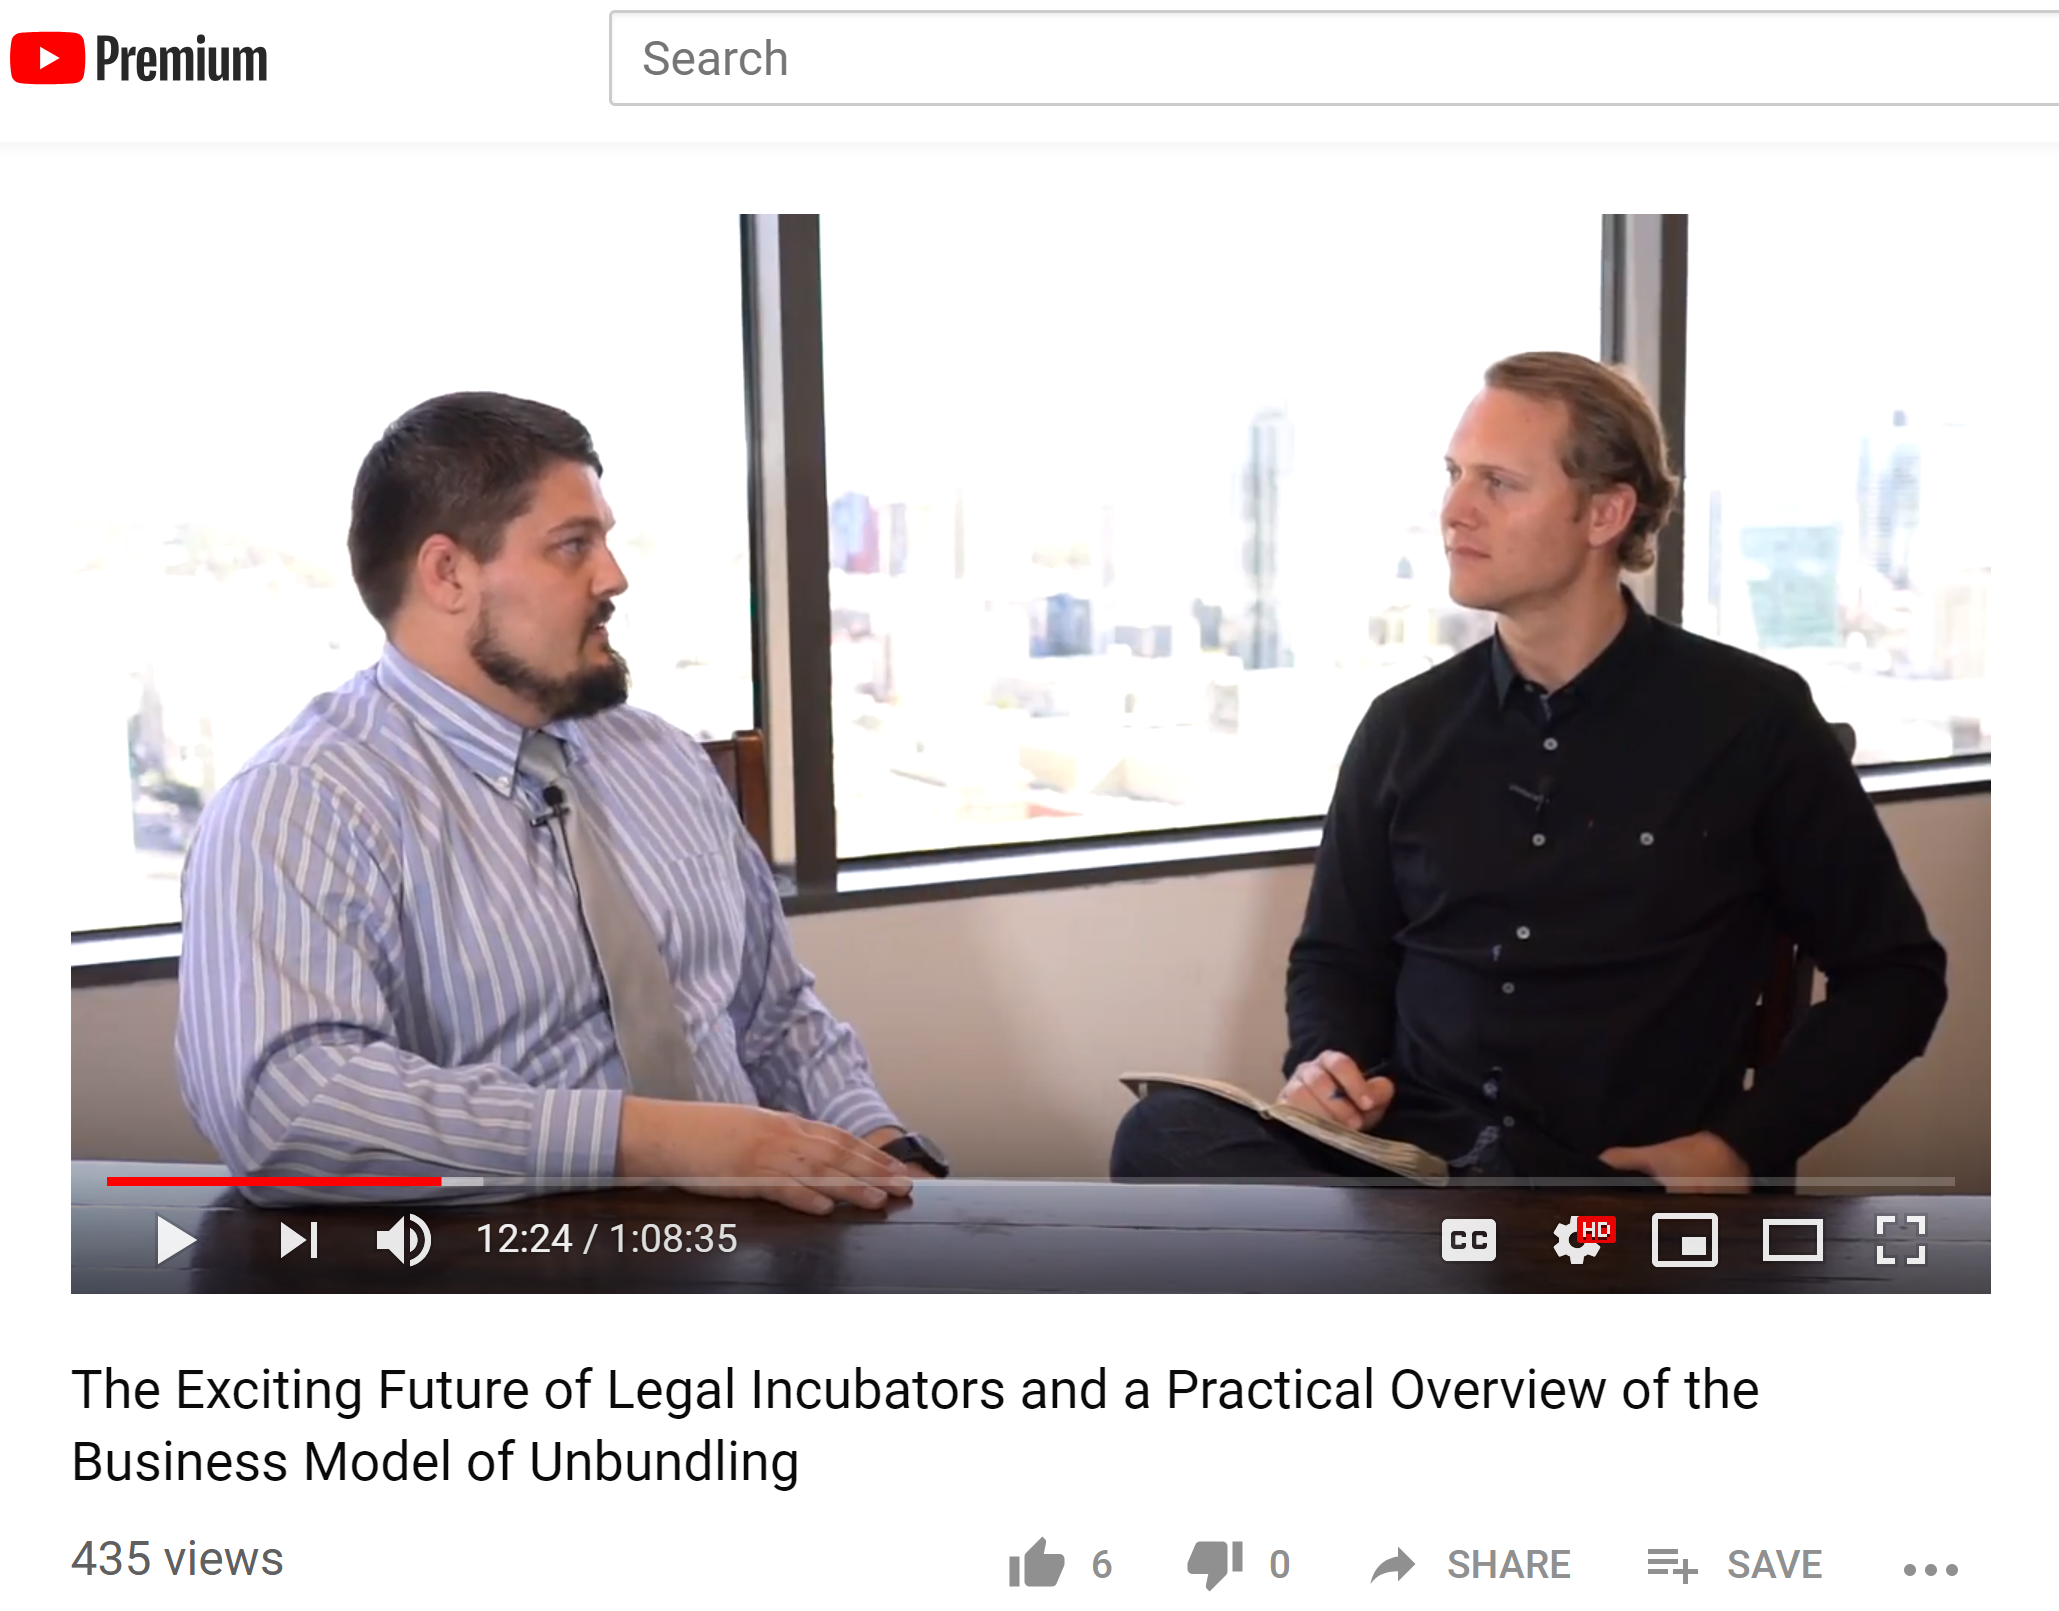 Premium
Search
12:24 / 1:08:35
CC
HD
The Exciting Future of Legal Incubators and a Practical Overview of the
Business Model of Unbundling
435 views
6
0
SHARE
SAVE